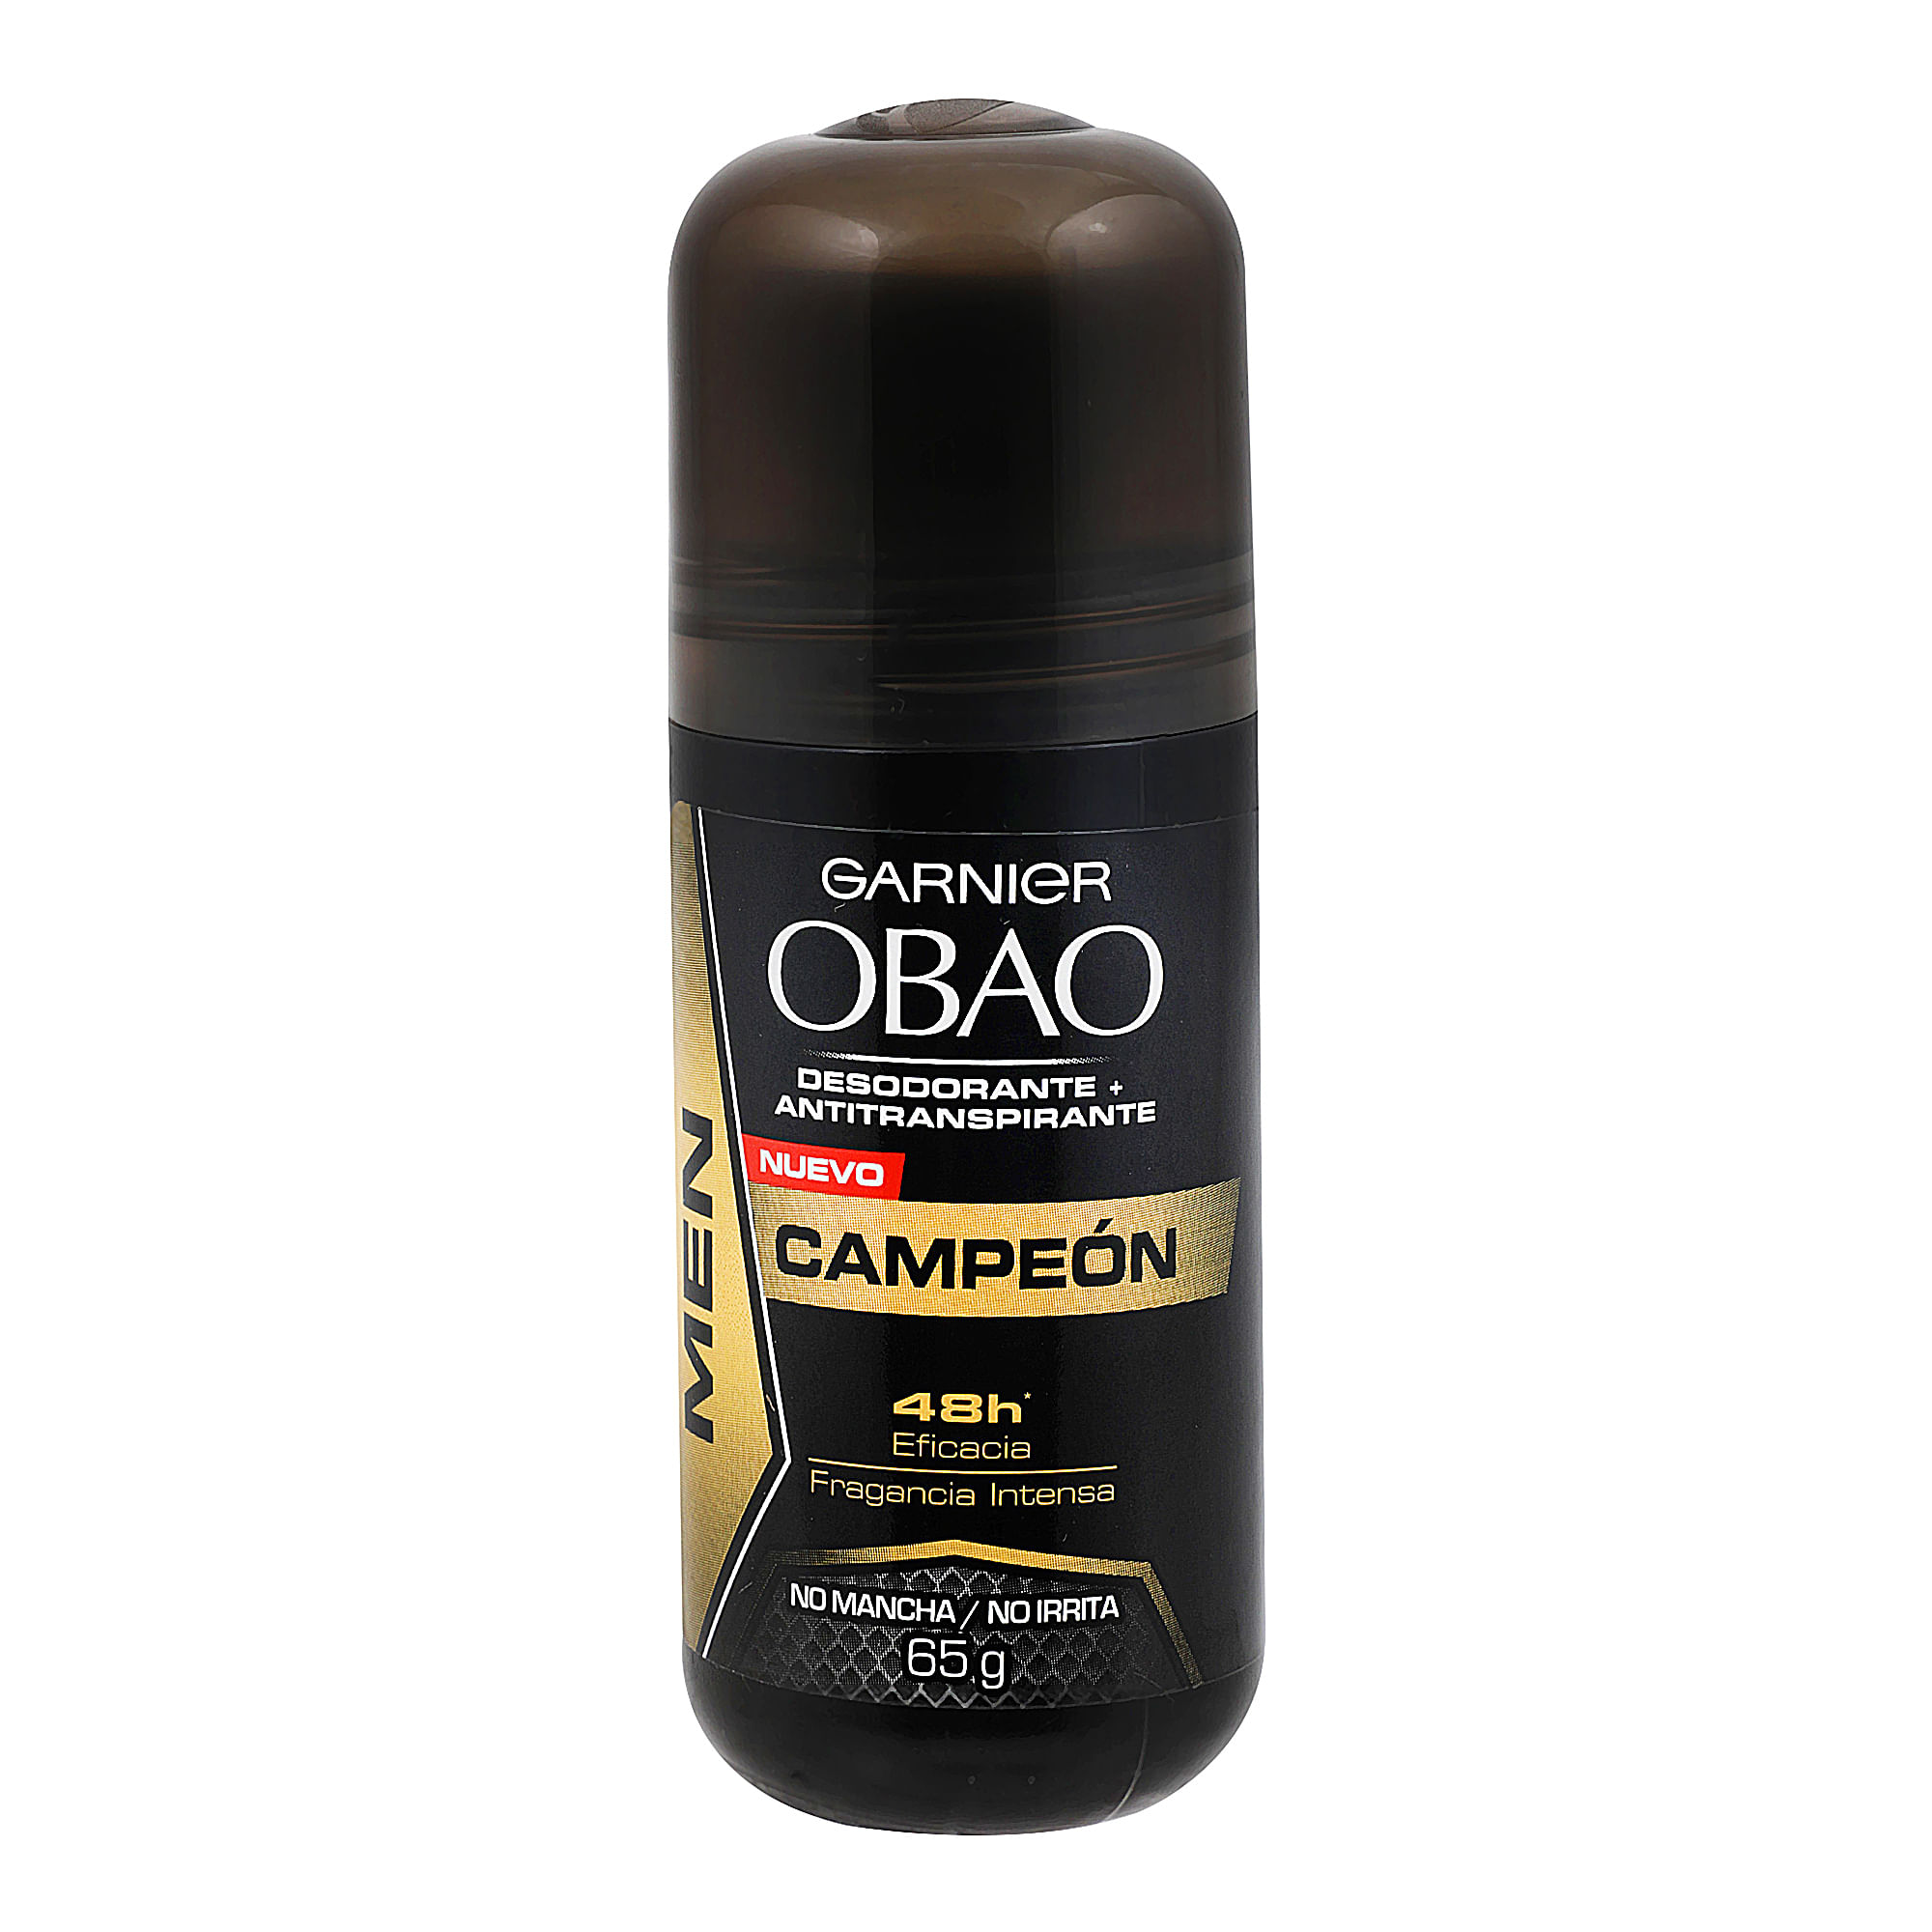 GARNIER
OBAO
DESODORANTE +
ANTITRANSPIRANTE
NUEVO
CAMPEÓN
MEN
48h*
Eficacia
Fragancia Intensa
NO MANCHA / NO IRRITA
65 g